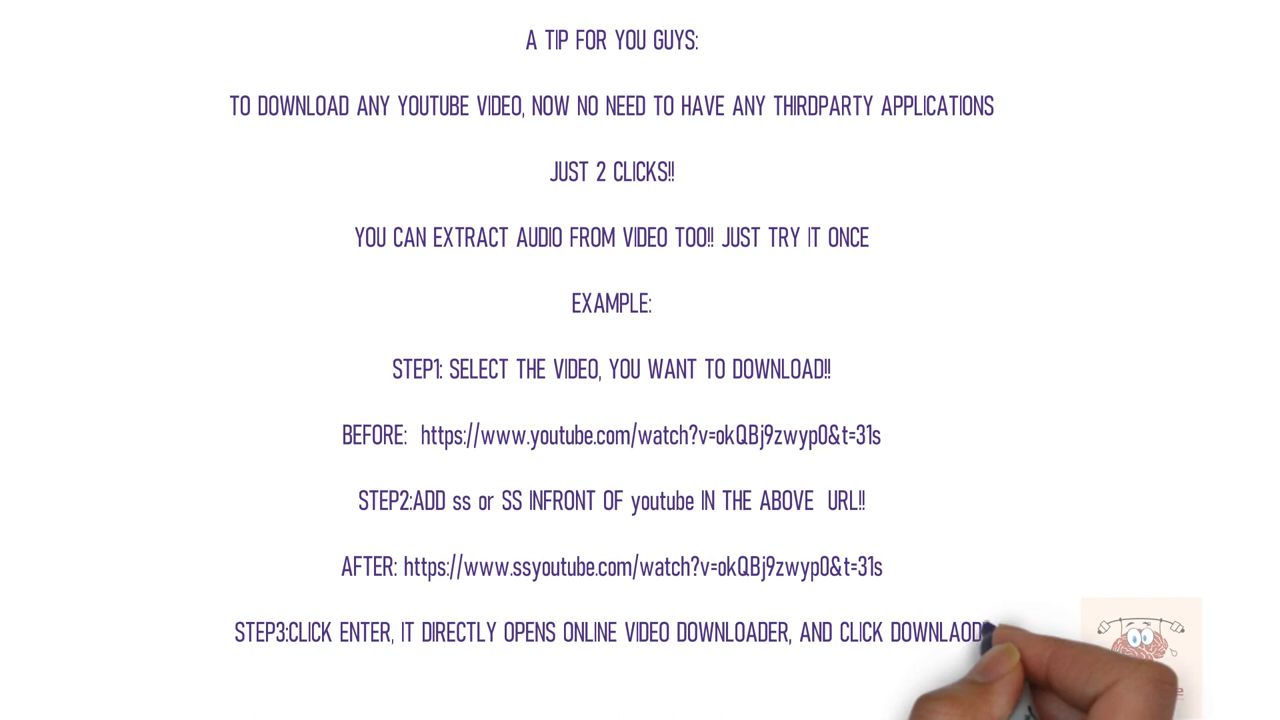 A TIP FOR YOU GUYS:
TO DOWNLOAD ANY YOUTUBE VIDEO, NOW NO NEED TO HAVE ANY THIRDPARTY APPLICATIONS
JUST 2 CLICKS!!
YOU CAN EXTRACT AUDIO FROM VIDEO TOO!! JUST TRY IT ONCE
EXAMPLE:
STEP1: SELECT THE VIDEO, YOU WANT TO DOWNLOAD!!
BEFORE: https://www.youtube.com/watch?v=okQBj9zwyp0&t=31s
STEP2:ADD ss or SS INFRONT OF youtube IN THE ABOVE URL!!
AFTER: https://www.ssyoutube.com/watch?v=okQBj9zwyp0&t=31s
STEP3:CLICK ENTER, IT DIRECTLY OPENS ONLINE VIDEO DOWNLOADER, AND CLICK DOWNLAOD